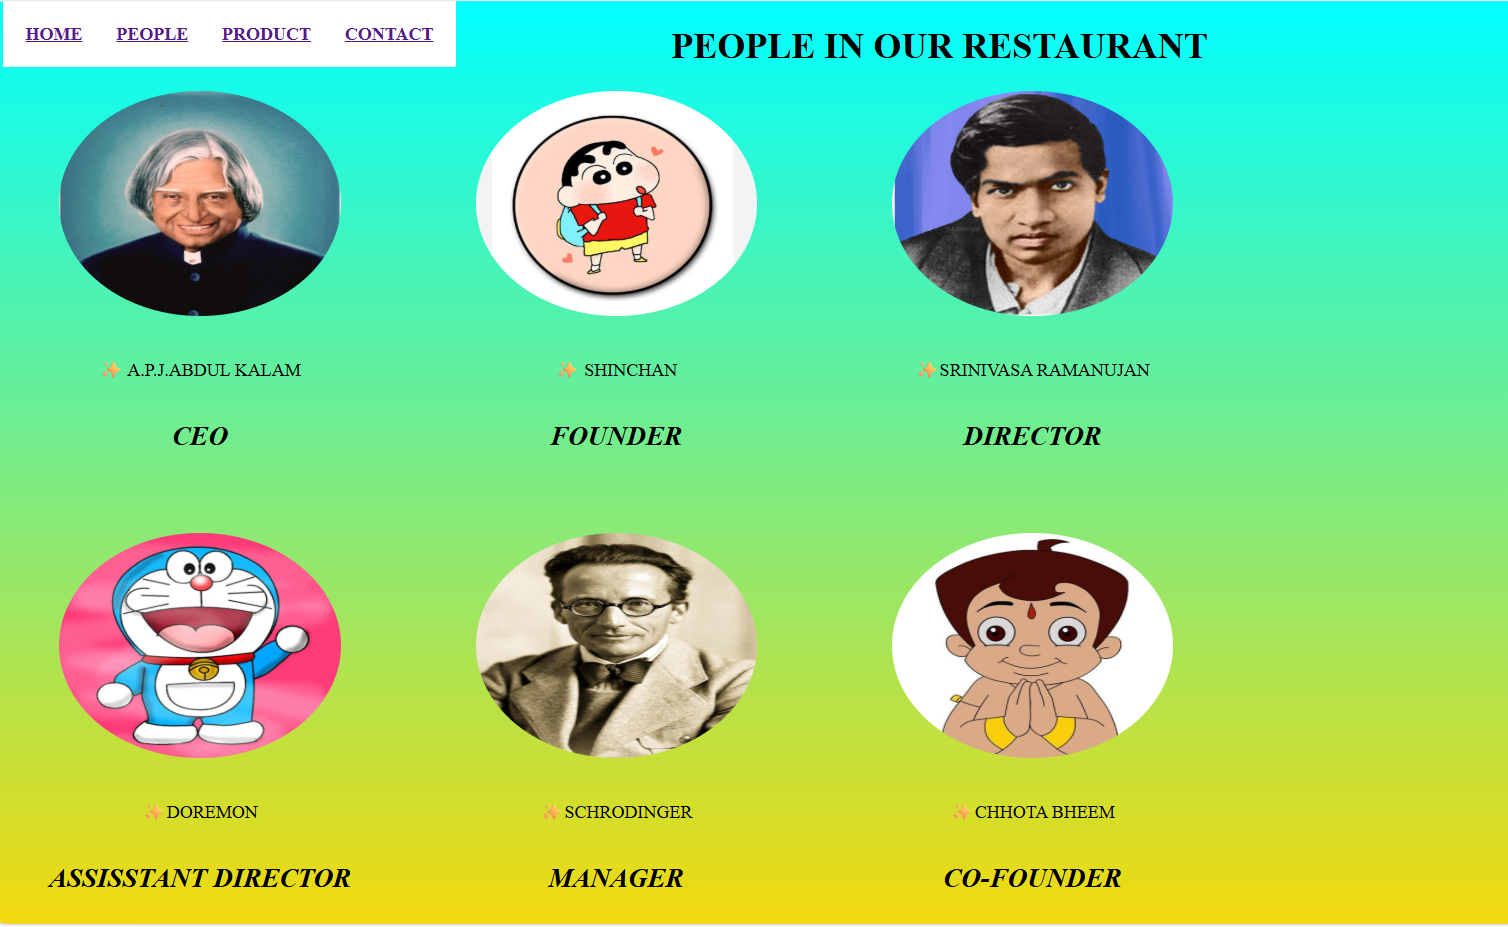 HOME PEOPLE PRODUCT CONTACT
PEOPLE IN OUR RESTAURANT
✨ A.P.J.ABDUL KALAM
✨ SHINCHAN
✨SRINIVASA RAMANUJAN
CEO
FOUNDER
DIRECTOR
✨DOREMON
✨SCHRODINGER
✨CHHOTA BHEEM
ASSISSTANT DIRECTOR
MANAGER
CO-FOUNDER